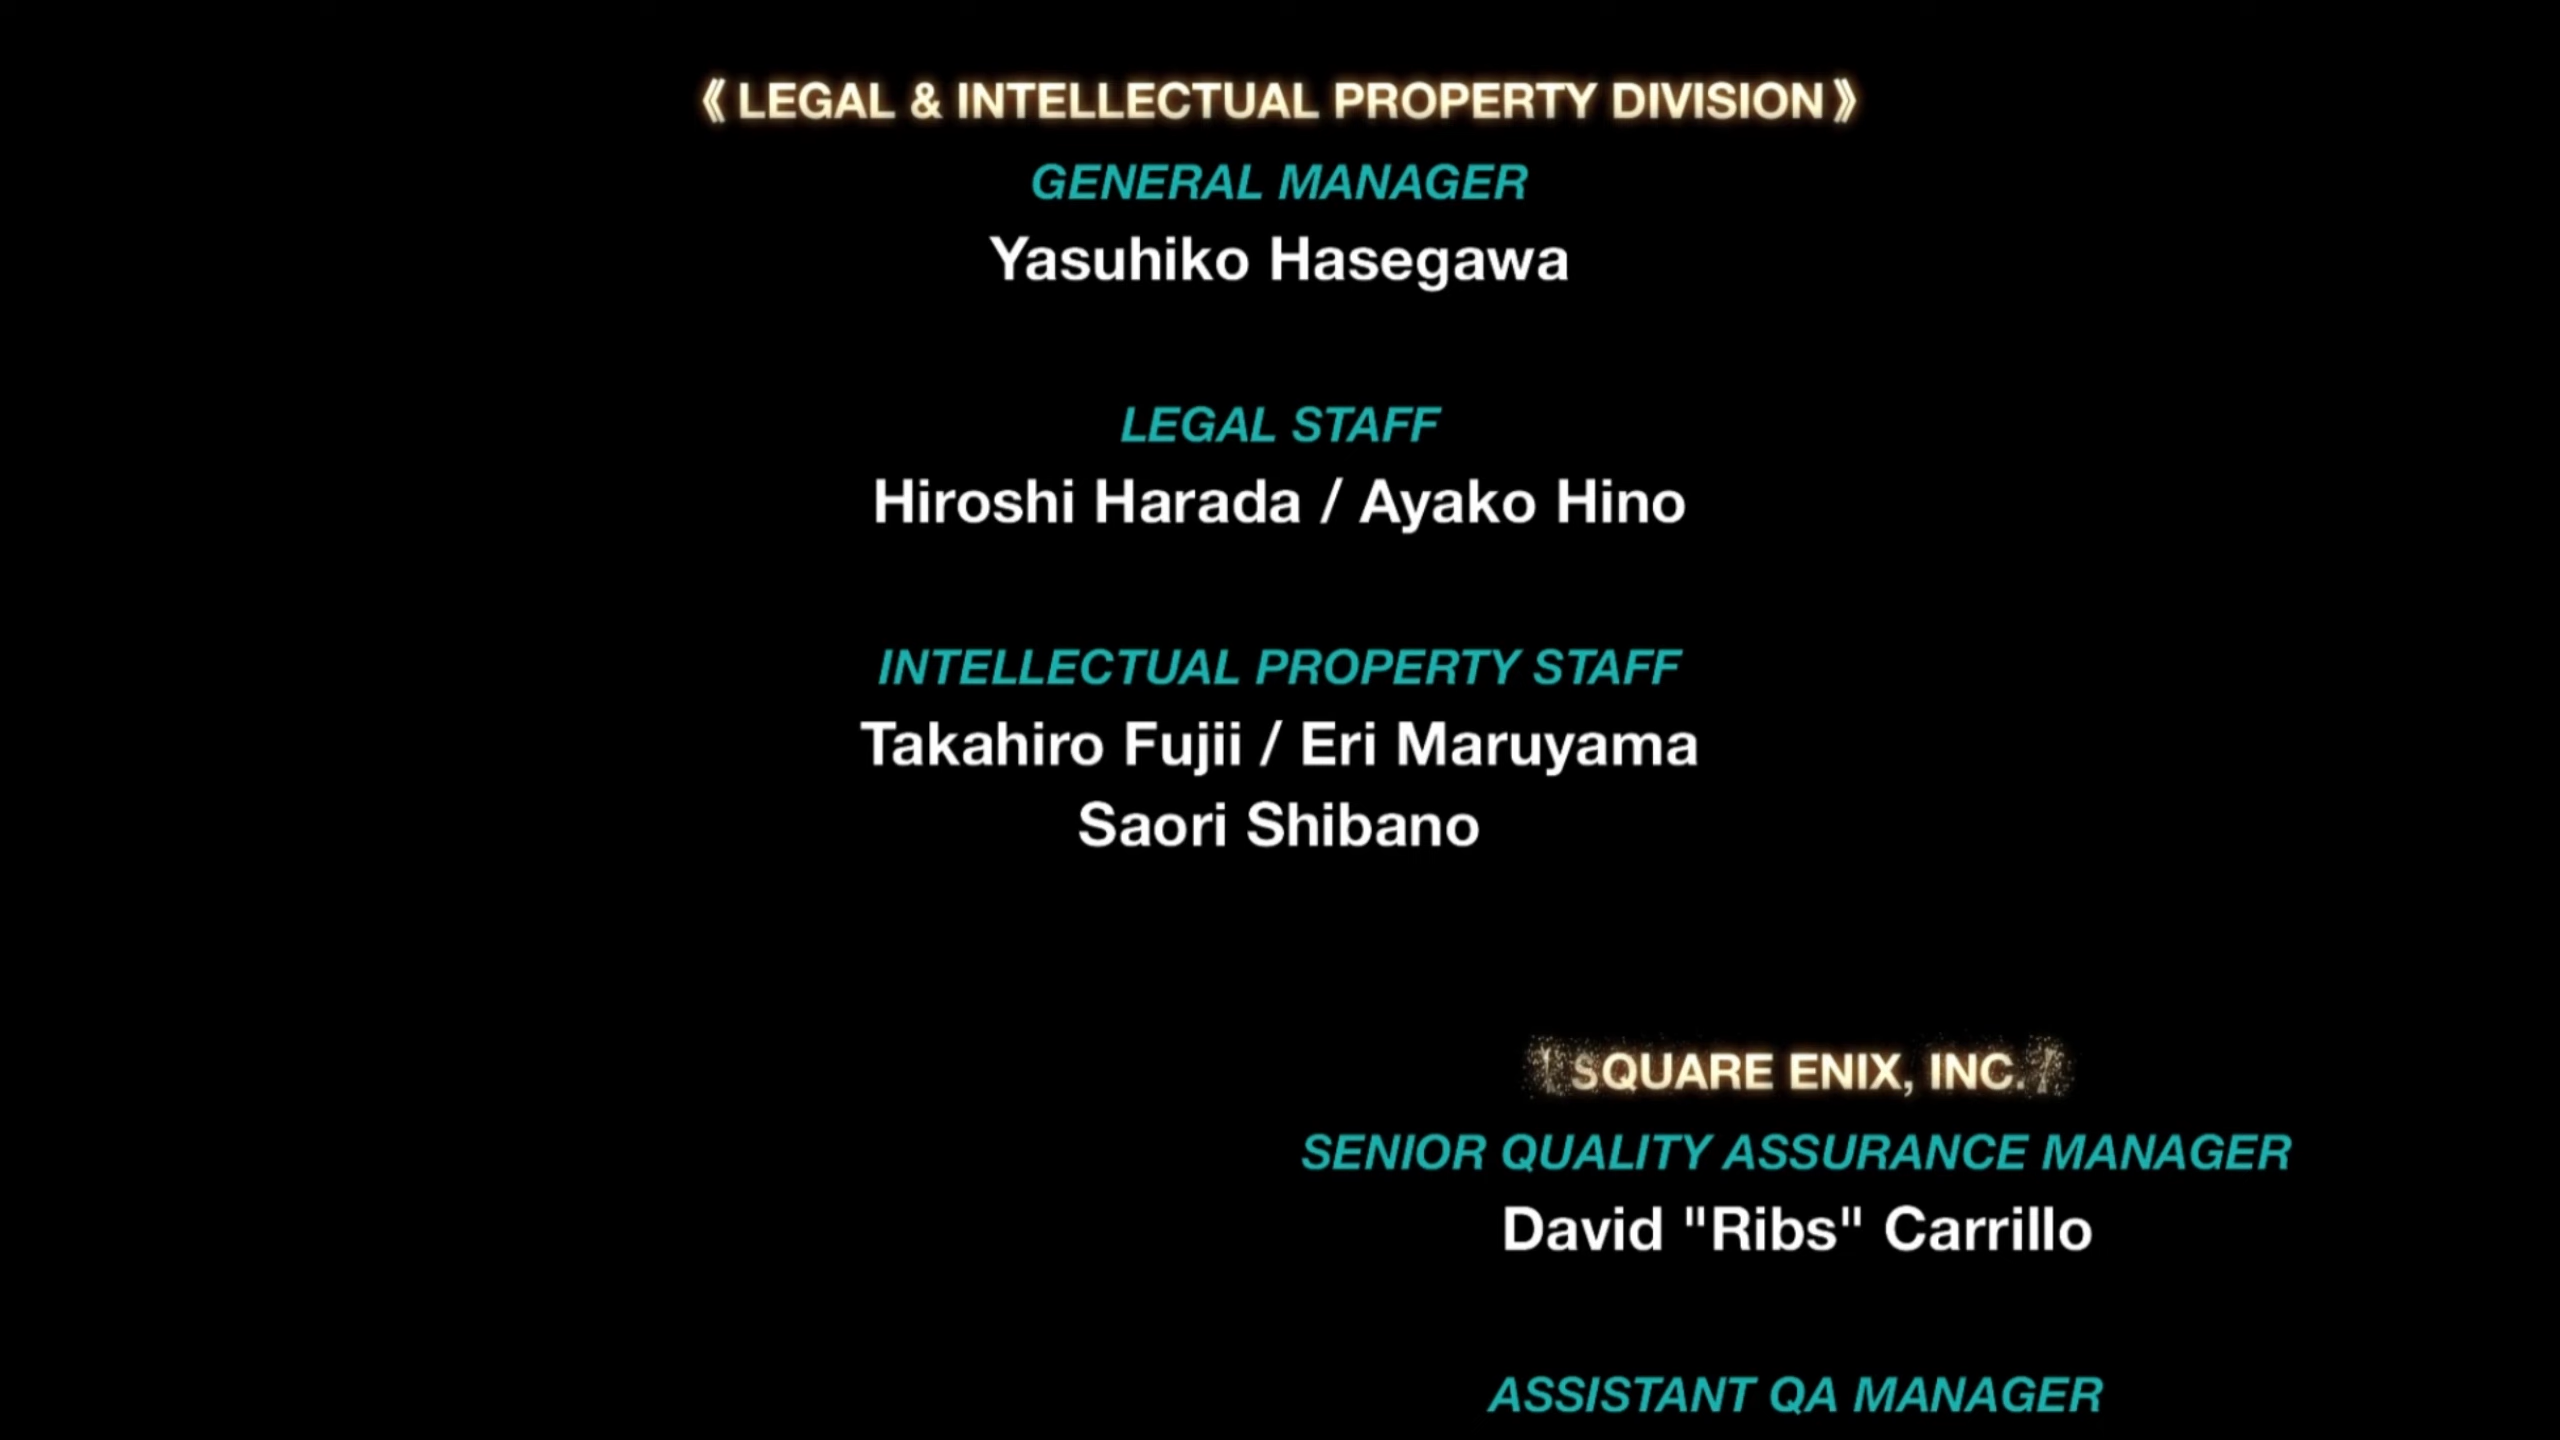 《LEGAL & INTELLECTUAL PROPERTY DIVISION》
GENERAL MANAGER
Yasuhiko Hasegawa
LEGAL STAFF
Hiroshi Harada / Ayako Hino
INTELLECTUAL PROPERTY STAFF
Takahiro Fujii / Eri Maruyama
Saori Shibano
SQUARE ENIX, INC.
SENIOR QUALITY ASSURANCE MANAGER
David "Ribs" Carrillo
ASSISTANT QA MANAGER